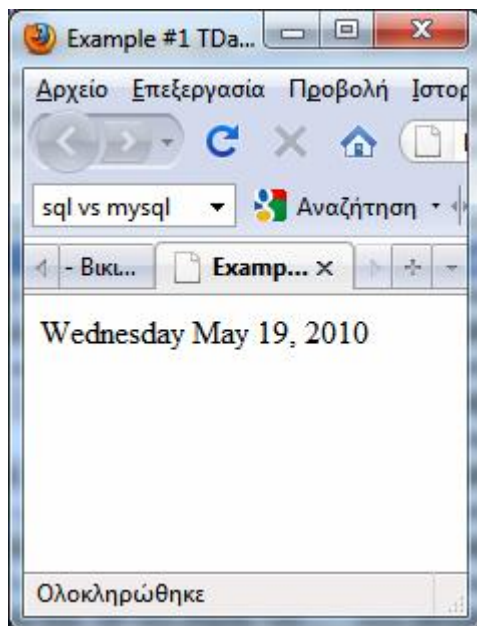 Example #1 TDa...
Αρχείο Επεξεργασία Προβολή Ιστορ
sql vs mysql Αναζήτηση
- Βικι... Examp...
Wednesday May 19, 2010
Ολοκληρώθηκε